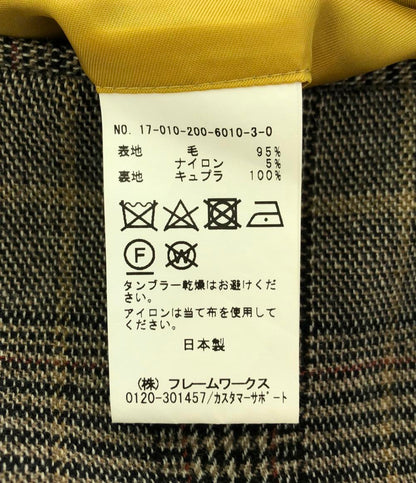 NO. 17-010-200-6010-3-0
表地 毛 95%
ナイロン 5%
裏地 キュプラ 100%
F W
タンブラー乾燥はお避けくださ
い。
アイロンは当て布を使用して
ください。
日本製
(株) フレームワークス
0120-301457/カスタマーサポート